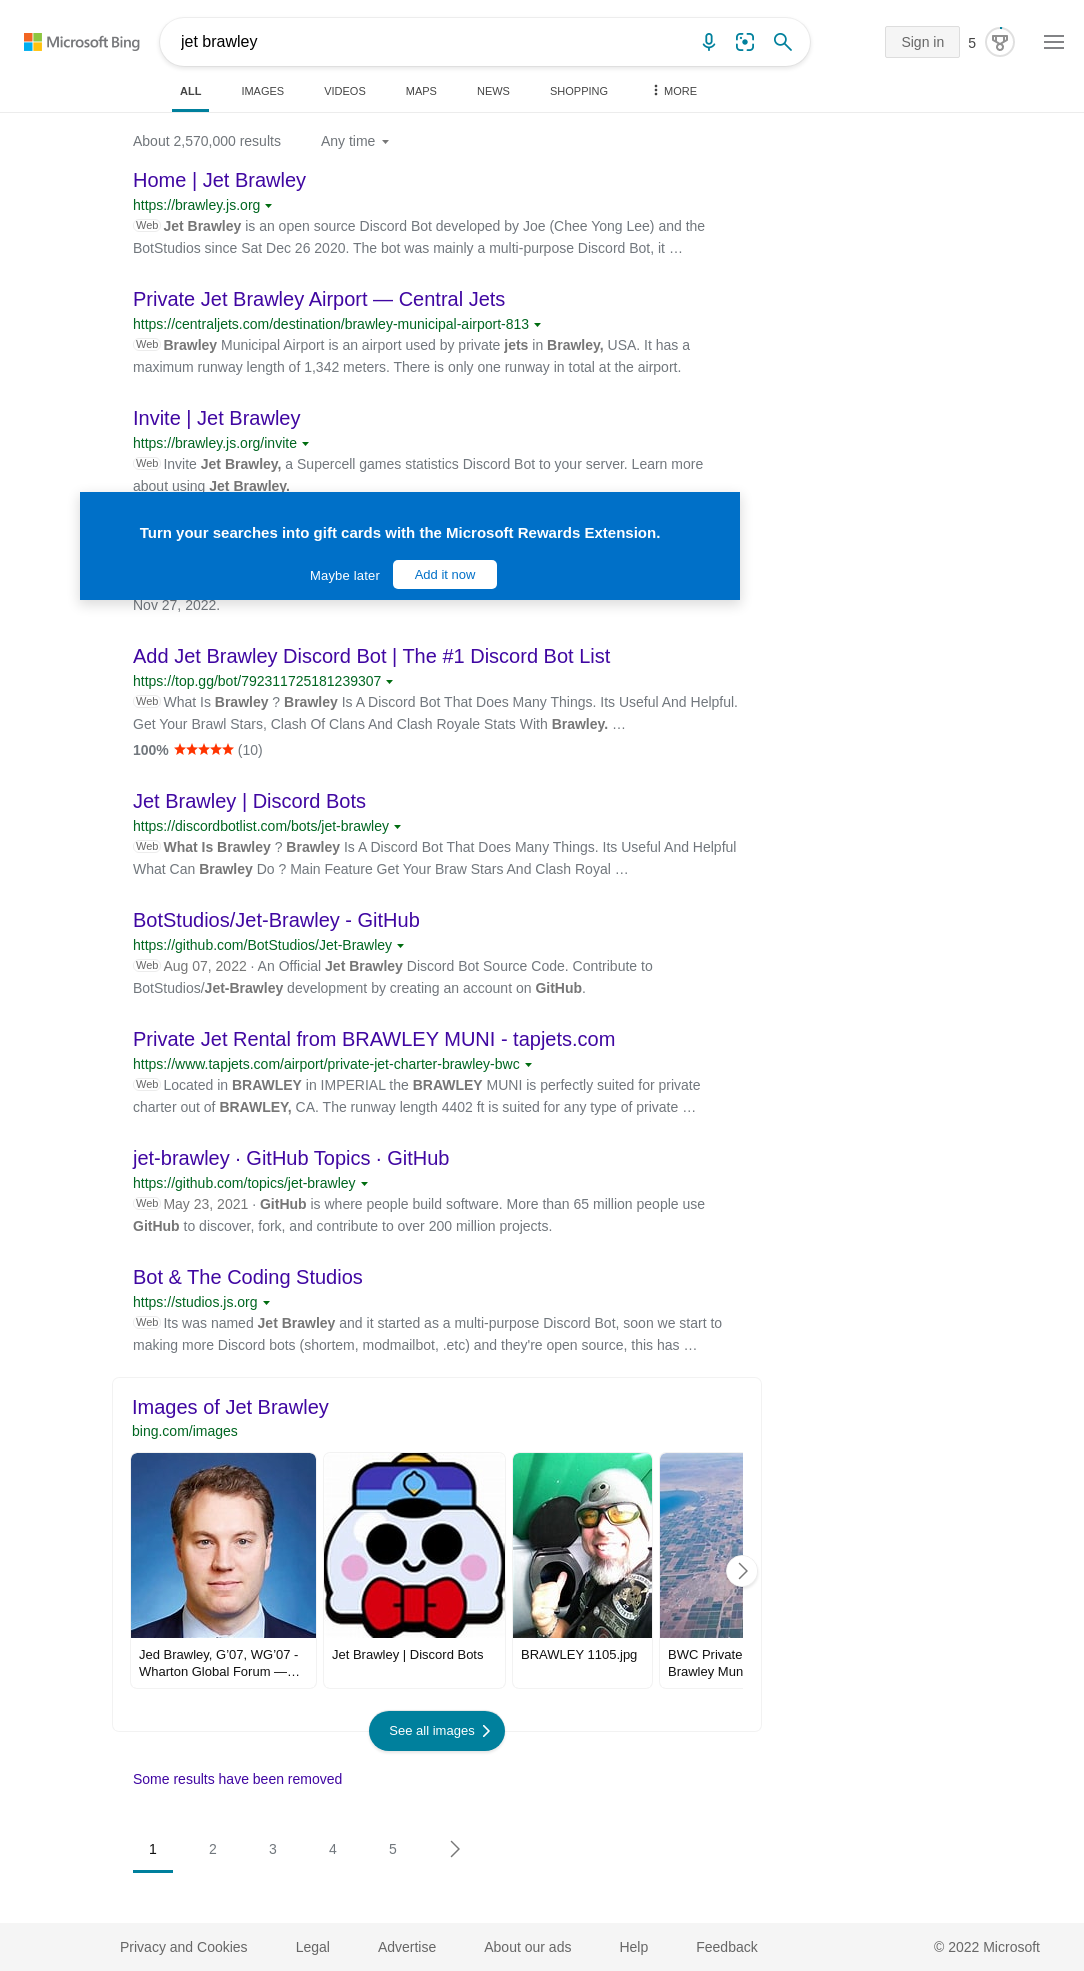 Microsoft Bing
jet brawley
Sign in
5
ALL
IMAGES
VIDEOS
MAPS
NEWS
SHOPPING
MORE
About 2,570,000 results
Any time
Home | Jet Brawley
https://brawley.js.org
Web Jet Brawley is an open source Discord Bot developed by Joe (Chee Yong Lee) and the
BotStudios since Sat Dec 26 2020. The bot was mainly a multi-purpose Discord Bot, it …
Private Jet Brawley Airport — Central Jets
https://centraljets.com/destination/brawley-municipal-airport-813
Web Brawley Municipal Airport is an airport used by private jets in Brawley, USA. It has a
maximum runway length of 1,342 meters. There is only one runway in total at the airport.
Invite | Jet Brawley
https://brawley.js.org/invite
Web Invite Jet Brawley, a Supercell games statistics Discord Bot to your server. Learn more
about using Jet Brawley.
Turn your searches into gift cards with the Microsoft Rewards Extension.
Maybe later
Add it now
Nov 27, 2022.
Add Jet Brawley Discord Bot | The #1 Discord Bot List
https://top.gg/bot/792311725181239307
Web What Is Brawley ? Brawley Is A Discord Bot That Does Many Things. Its Useful And Helpful.
Get Your Brawl Stars, Clash Of Clans And Clash Royale Stats With Brawley. …
100% ★★★★★ (10)
Jet Brawley | Discord Bots
https://discordbotlist.com/bots/jet-brawley
Web What Is Brawley ? Brawley Is A Discord Bot That Does Many Things. Its Useful And Helpful
What Can Brawley Do ? Main Feature Get Your Braw Stars And Clash Royal …
BotStudios/Jet-Brawley - GitHub
https://github.com/BotStudios/Jet-Brawley
Web Aug 07, 2022 · An Official Jet Brawley Discord Bot Source Code. Contribute to
BotStudios/Jet-Brawley development by creating an account on GitHub.
Private Jet Rental from BRAWLEY MUNI - tapjets.com
https://www.tapjets.com/airport/private-jet-charter-brawley-bwc
Web Located in BRAWLEY in IMPERIAL the BRAWLEY MUNI is perfectly suited for private
charter out of BRAWLEY, CA. The runway length 4402 ft is suited for any type of private …
jet-brawley · GitHub Topics · GitHub
https://github.com/topics/jet-brawley
Web May 23, 2021 · GitHub is where people build software. More than 65 million people use
GitHub to discover, fork, and contribute to over 200 million projects.
Bot & The Coding Studios
https://studios.js.org
Web Its was named Jet Brawley and it started as a multi-purpose Discord Bot, soon we start to
making more Discord bots (shortem, modmailbot, .etc) and they're open source, this has …
Images of Jet Brawley
bing.com/images
Jed Brawley, G’07, WG’07 -
Wharton Global Forum —…
Jet Brawley | Discord Bots
BRAWLEY 1105.jpg
BWC Private
Brawley Mun
See all images
Some results have been removed
1
2
3
4
5
Privacy and Cookies
Legal
Advertise
About our ads
Help
Feedback
© 2022 Microsoft